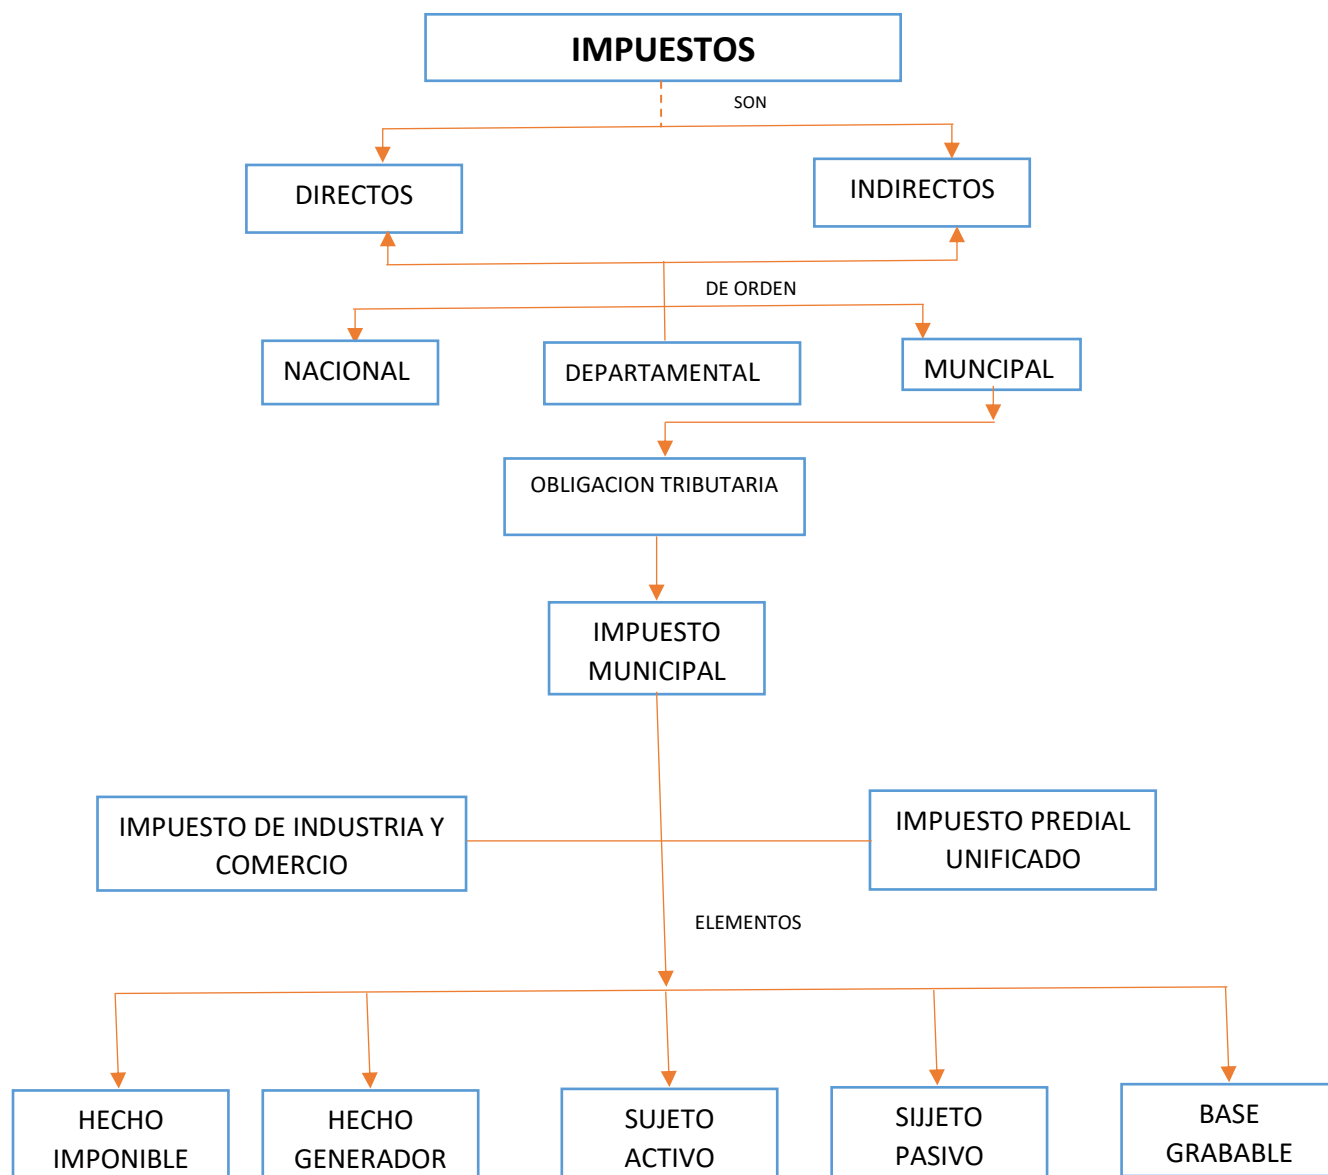 IMPUESTOS
SON
DIRECTOS
INDIRECTOS
DE ORDEN
NACIONAL
DEPARTAMENTAL
MUNCIPAL
OBLIGACION TRIBUTARIA
IMPUESTO
MUNICIPAL
IMPUESTO DE INDUSTRIA Y
COMERCIO
IMPUESTO PREDIAL
UNIFICADO
ELEMENTOS
HECHO
IMPONIBLE
HECHO
GENERADOR
SUJETO
ACTIVO
SIJJETO
PASIVO
BASE
GRABABLE